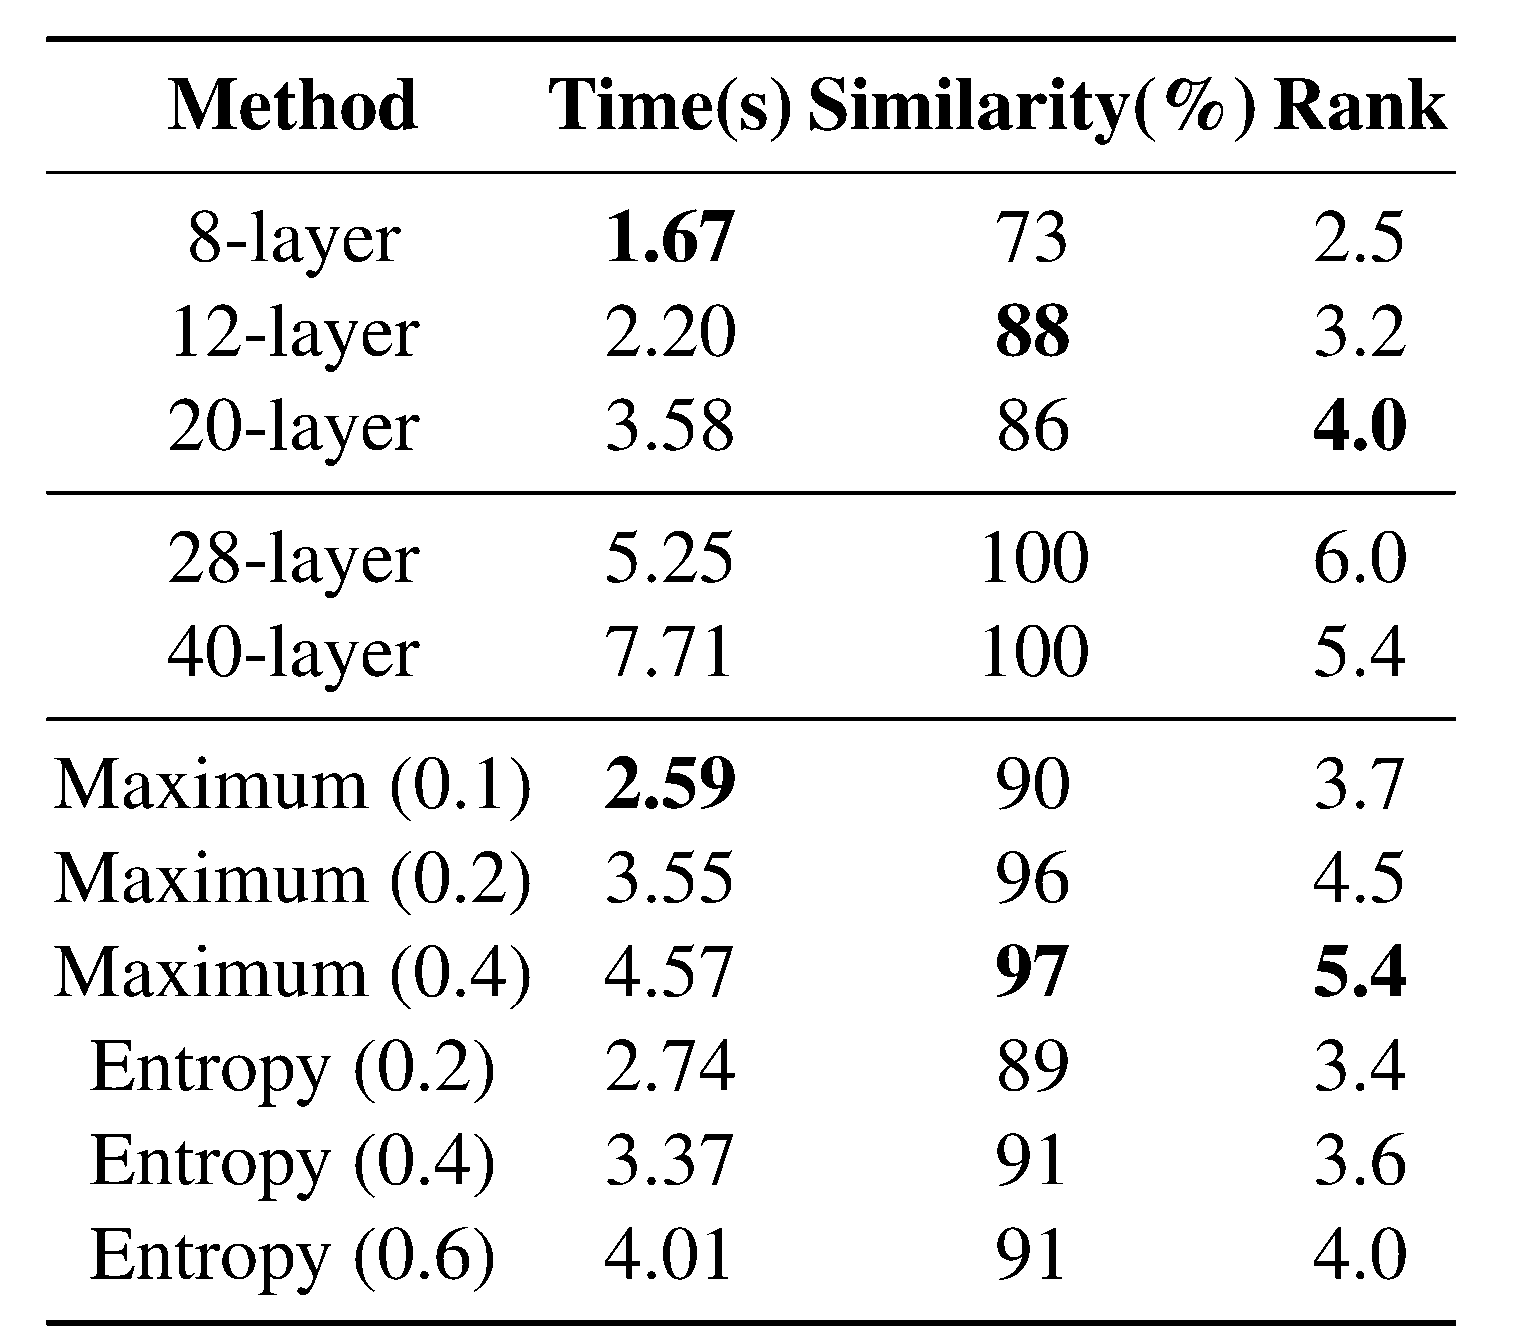 Method Time(s) Similarity(%) Rank
8-layer 1.67 73 2.5
12-layer 2.20 88 3.2
20-layer 3.58 86 4.0
28-layer 5.25 100 6.0
40-layer 7.71 100 5.4
Maximum (0.1) 2.59 90 3.7
Maximum (0.2) 3.55 96 4.5
Maximum (0.4) 4.57 97 5.4
Entropy (0.2) 2.74 89 3.4
Entropy (0.4) 3.37 91 3.6
Entropy (0.6) 4.01 91 4.0